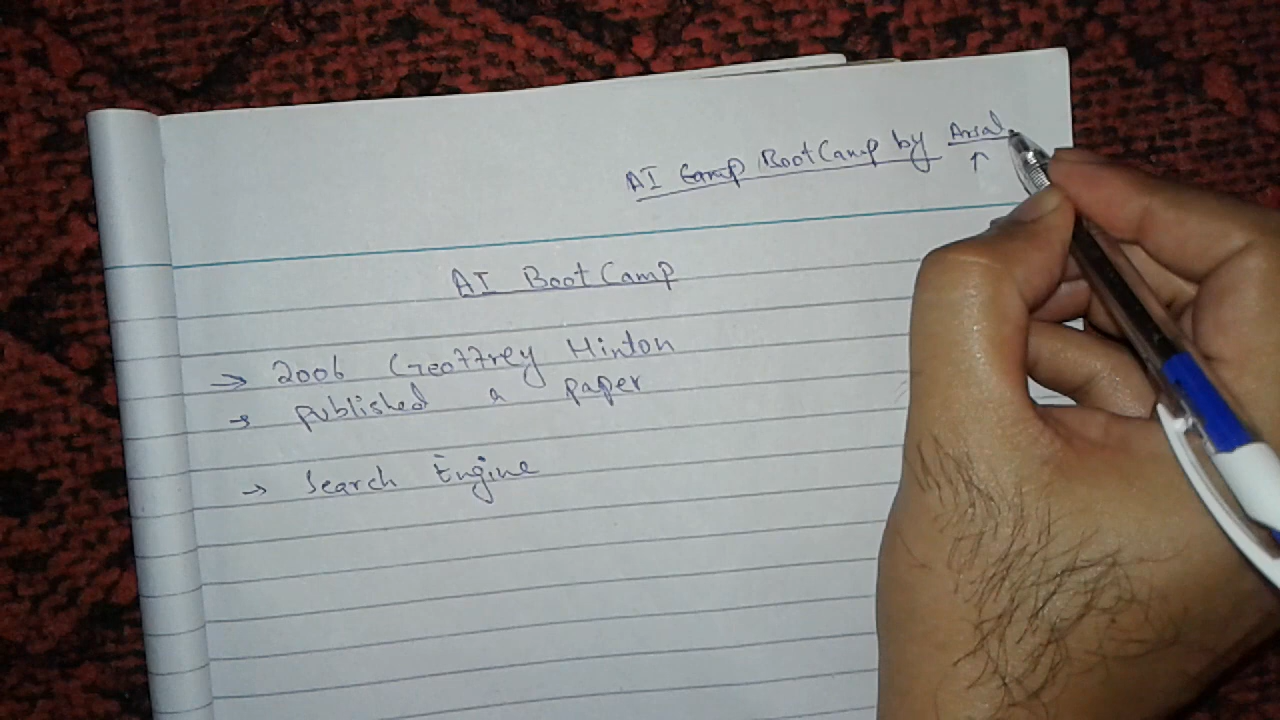 AI Camp BootCamp by Arsal
AI BootCamp
→ 2006 Geoffrey Hinton
→ published a paper
→ Search Engine